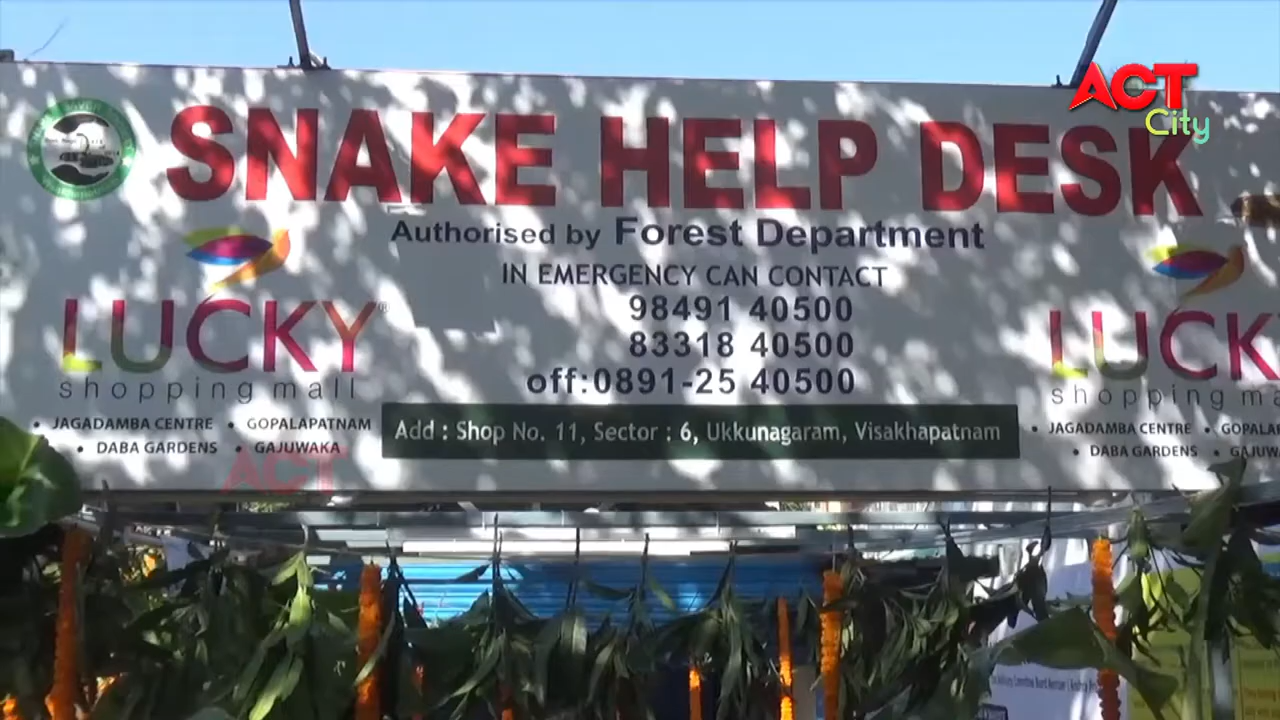 ACT
City
SNAKE HELP DESK
Authorised by Forest Department
IN EMERGENCY CAN CONTACT
98491 40500
83318 40500
off:0891-25 40500
LUCKY®
shopping mall
• JAGADAMBA CENTRE • GOPALAPATNAM
• DABA GARDENS • GAJUWAKA
ACT
Add : Shop No. 11, Sector : 6, Ukkunagaram, Visakhapatnam
LUCK
shopping ma
• JAGADAMBA CENTRE • GOPALAP
• DABA GARDENS • GAJUW